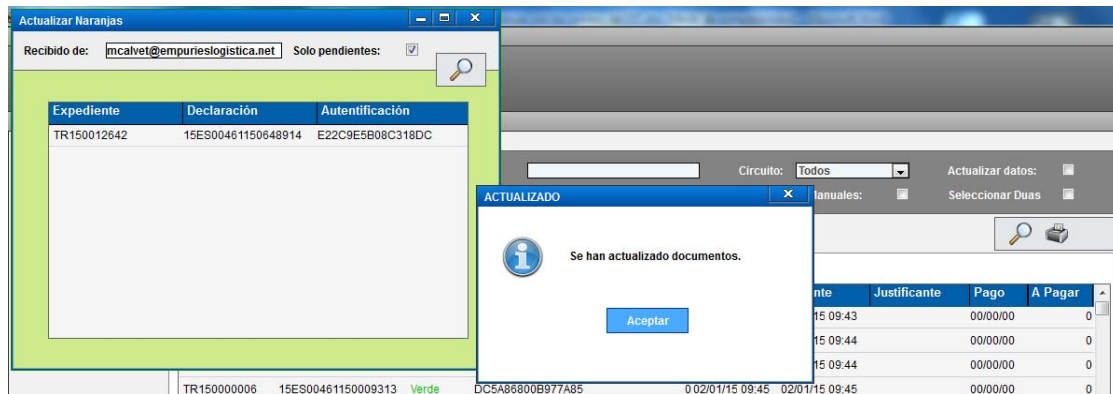 Actualizar Naranjas
Recibido de: mcalvet@empurieslogistica.net Solo pendientes:
Expediente Declaración Autentificación
TR150012642 15ES00461150648914 E22C9E5B08C318DC
Circuito: Todos Actualizar datos:
Manuales: Seleccionar Duas
ACTUALIZADO
Se han actualizado documentos.
Aceptar
nte Justificante Pago A Pagar
15 09:43 00/00/00 0
15 09:44 00/00/00 0
15 09:44 00/00/00 0
TR150000006 15ES00461150009313 Verde DC5A86800B977A85 0 02/01/15 09:45 02/01/15 09:45 00/00/00 0